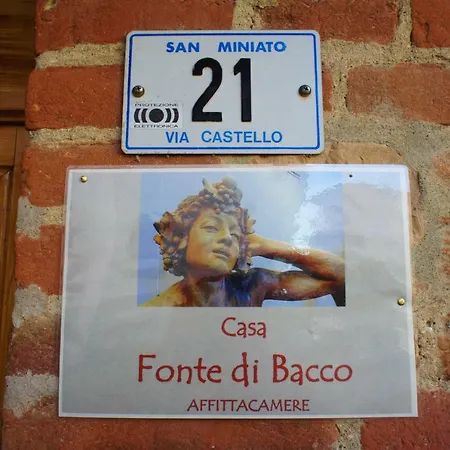 SAN MINIATO
21
PROTEZIONE
ELETTRONICA
VIA CASTELLO
Casa
Fonte di Bacco
AFFITTACAMERE